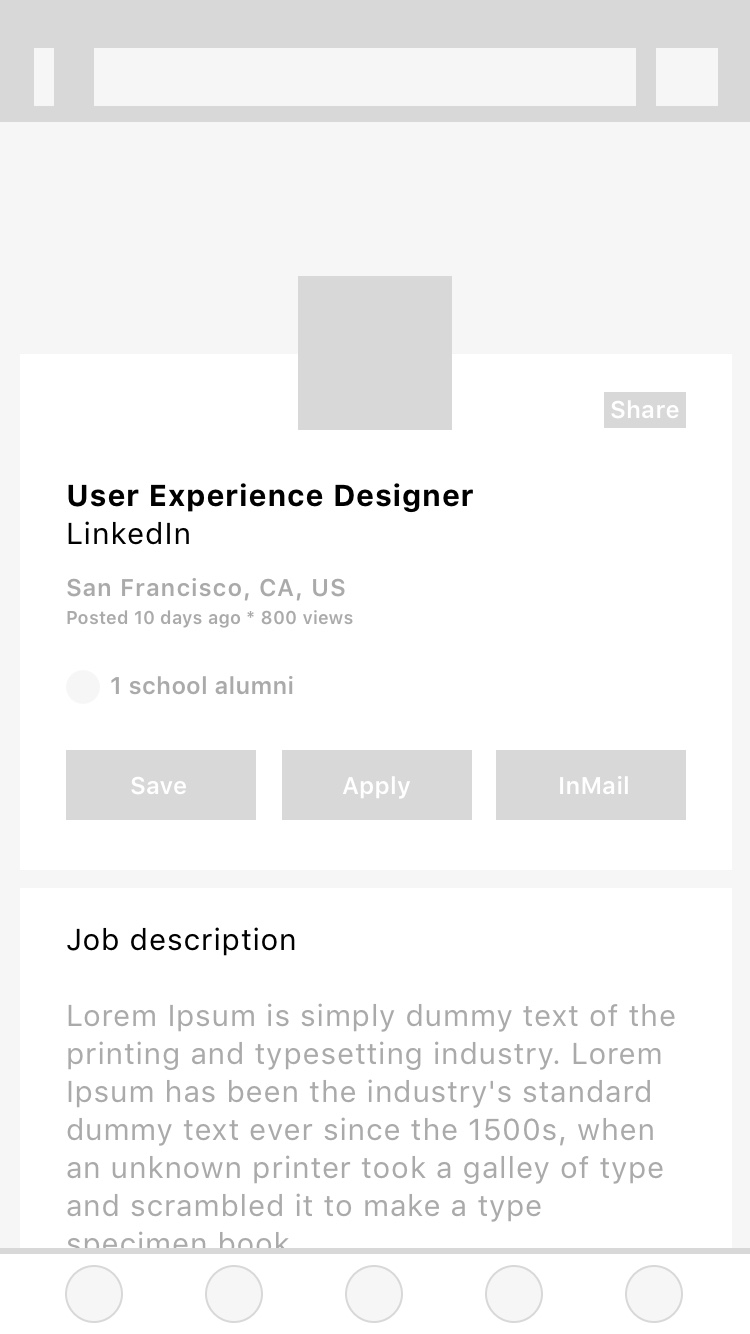 Share
User Experience Designer
LinkedIn
San Francisco, CA, US
Posted 10 days ago * 800 views
1 school alumni
Save
Apply
InMail
Job description
Lorem Ipsum is simply dummy text of the
printing and typesetting industry. Lorem
Ipsum has been the industry's standard
dummy text ever since the 1500s, when
an unknown printer took a galley of type
and scrambled it to make a type
specimen book